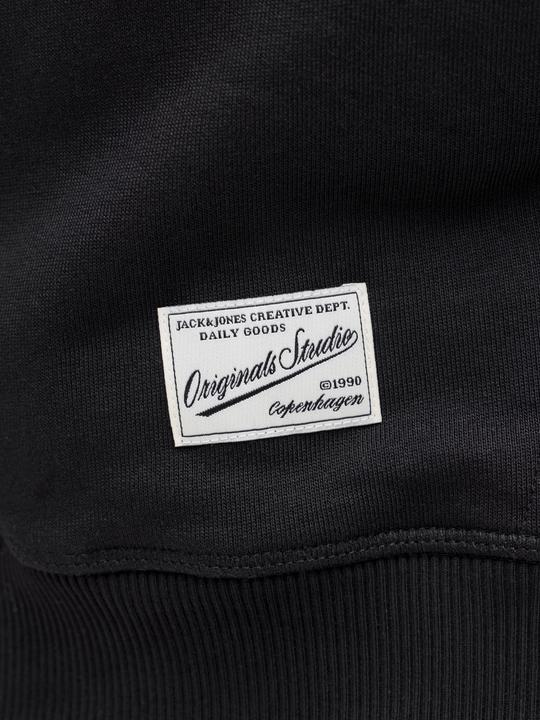 JACK&JONES CREATIVE DEPT.
DAILY GOODS
Originals Studio
©1990
Copenhagen